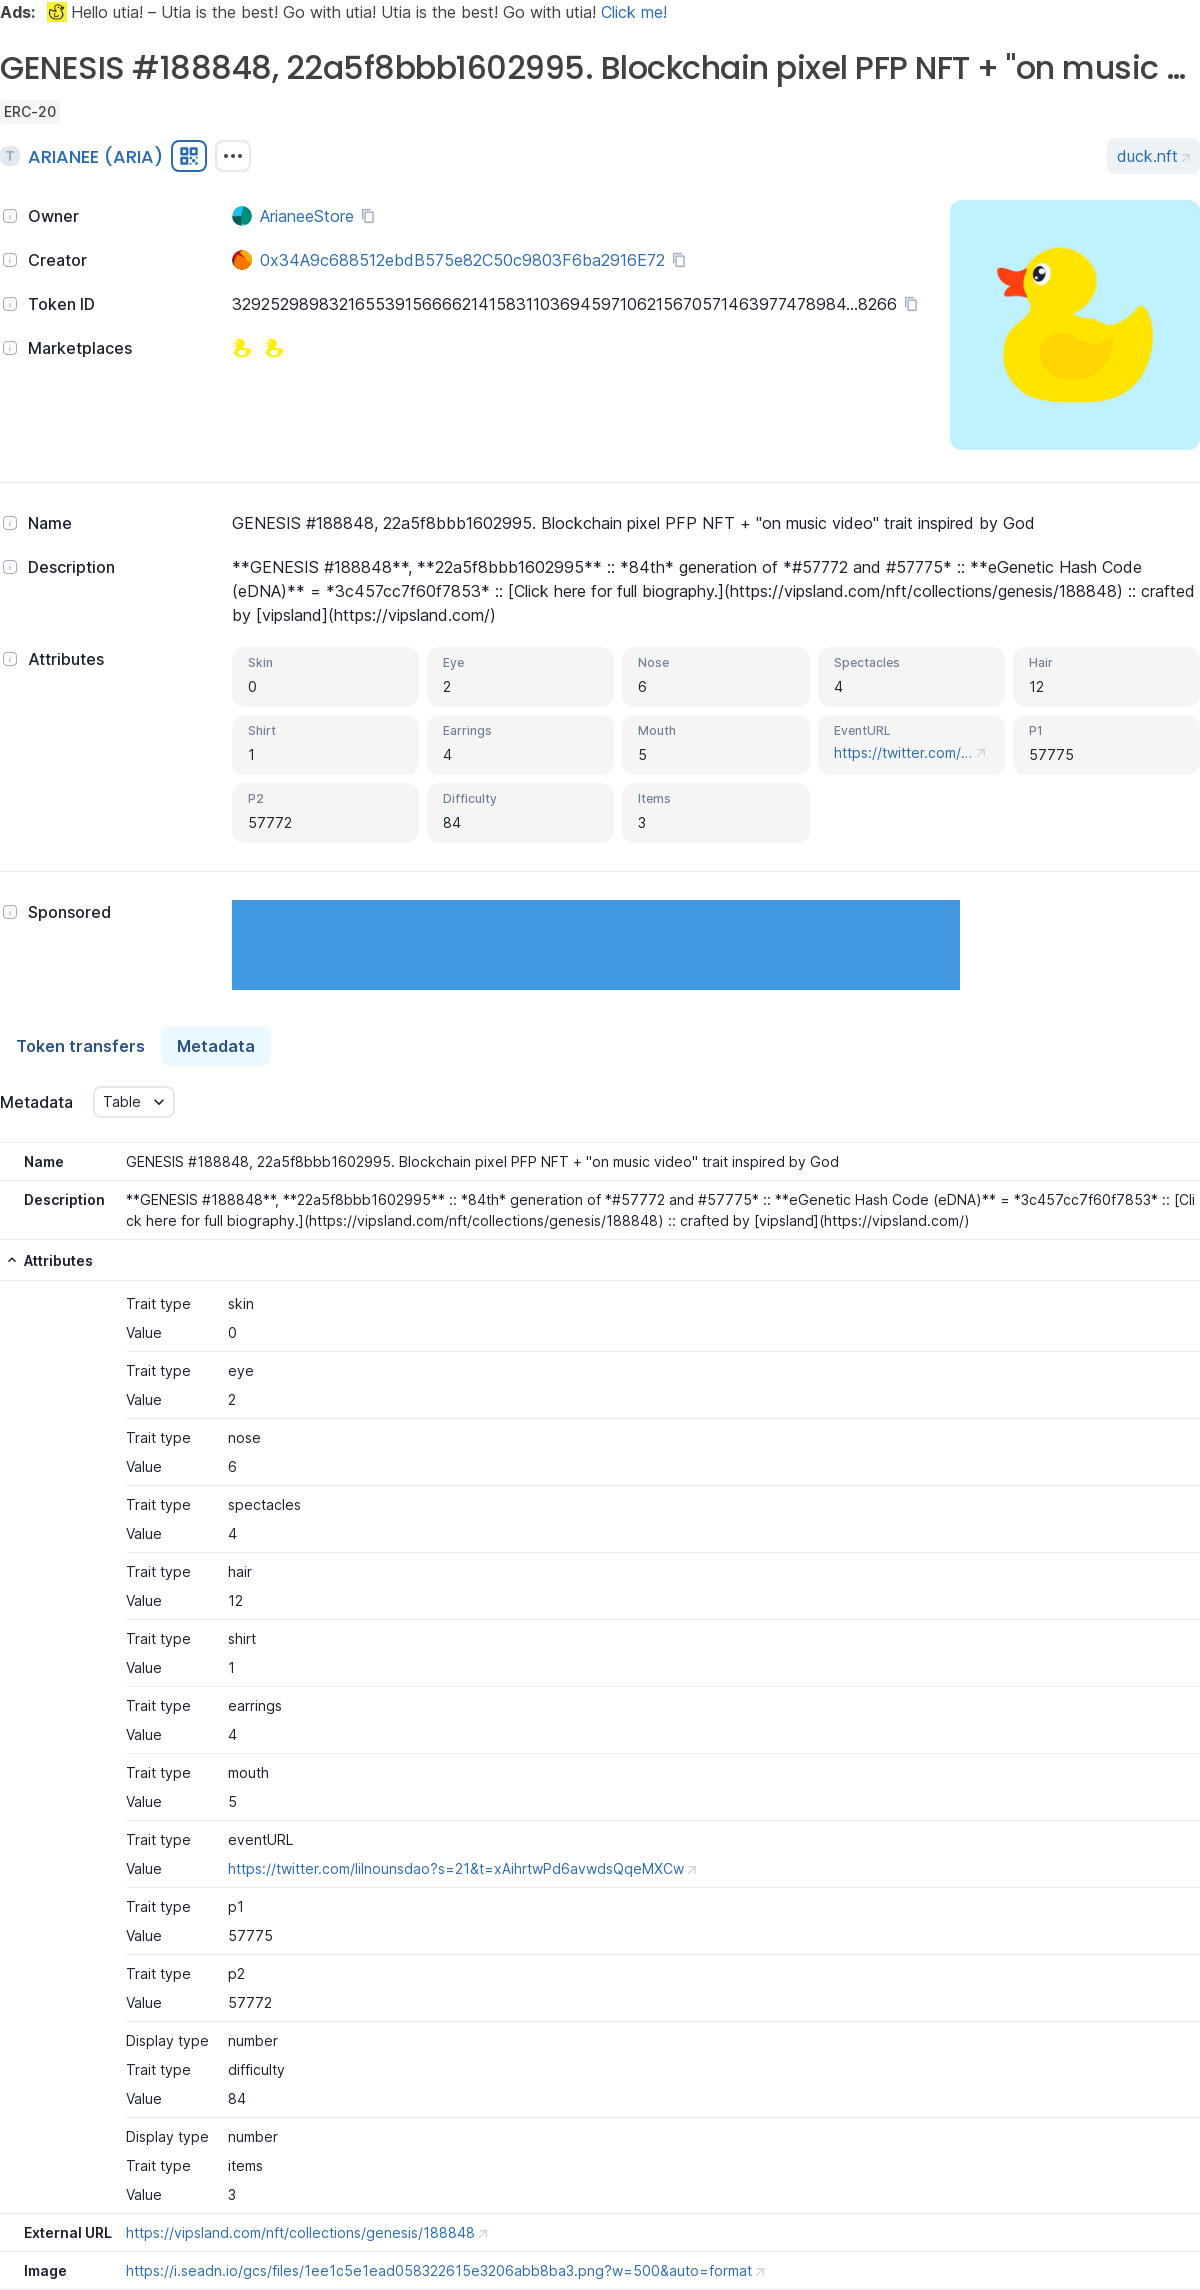 Ads: Hello utia! – Utia is the best! Go with utia! Utia is the best! Go with utia! Click me!
GENESIS #188848, 22a5f8bbb1602995. Blockchain pixel PFP NFT + "on music ...
ERC-20
T ARIANEE (ARIA) duck.nft
Owner ArianeeStore
Creator 0x34A9c688512ebdB575e82C50c9803F6ba2916E72
Token ID 32925298983216553915666621415831103694597106215670571463977478984...8266
Marketplaces
Name GENESIS #188848, 22a5f8bbb1602995. Blockchain pixel PFP NFT + "on music video" trait inspired by God
Description **GENESIS #188848**, **22a5f8bbb1602995** :: *84th* generation of *#57772 and #57775* :: **eGenetic Hash Code
(eDNA)** = *3c457cc7f60f7853* :: [Click here for full biography.](https://vipsland.com/nft/collections/genesis/188848) :: crafted
by [vipsland](https://vipsland.com/)
Attributes
Skin Eye Nose Spectacles Hair
0 2 6 4 12
Shirt Earrings Mouth EventURL P1
1 4 5 https://twitter.com/... 57775
P2 Difficulty Items
57772 84 3
Sponsored
Token transfers Metadata
Metadata Table
Name GENESIS #188848, 22a5f8bbb1602995. Blockchain pixel PFP NFT + "on music video" trait inspired by God
Description **GENESIS #188848**, **22a5f8bbb1602995** :: *84th* generation of *#57772 and #57775* :: **eGenetic Hash Code (eDNA)** = *3c457cc7f60f7853* :: [Cli
ck here for full biography.](https://vipsland.com/nft/collections/genesis/188848) :: crafted by [vipsland](https://vipsland.com/)
Attributes
Trait type skin
Value 0
Trait type eye
Value 2
Trait type nose
Value 6
Trait type spectacles
Value 4
Trait type hair
Value 12
Trait type shirt
Value 1
Trait type earrings
Value 4
Trait type mouth
Value 5
Trait type eventURL
Value https://twitter.com/lilnounsdao?s=21&t=xAihrtwPd6avwdsQqeMXCw
Trait type p1
Value 57775
Trait type p2
Value 57772
Display type number
Trait type difficulty
Value 84
Display type number
Trait type items
Value 3
External URL https://vipsland.com/nft/collections/genesis/188848
Image https://i.seadn.io/gcs/files/1ee1c5e1ead058322615e3206abb8ba3.png?w=500&auto=format